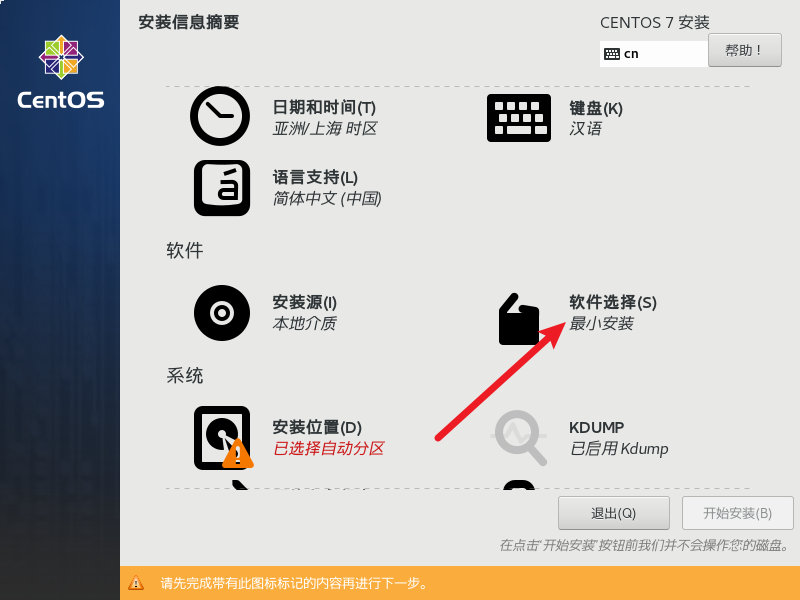 安装信息摘要
CENTOS 7 安装
cn
帮助！
CentOS
日期和时间(T)
亚洲/上海 时区
键盘(K)
汉语
语言支持(L)
简体中文 (中国)
软件
安装源(I)
本地介质
软件选择(S)
最小安装
系统
安装位置(D)
已选择自动分区
KDUMP
已启用 Kdump
退出(Q)
开始安装(B)
在点击“开始安装”按钮前我们并不会操作您的磁盘。
请先完成带有此图标标记的内容再进行下一步。